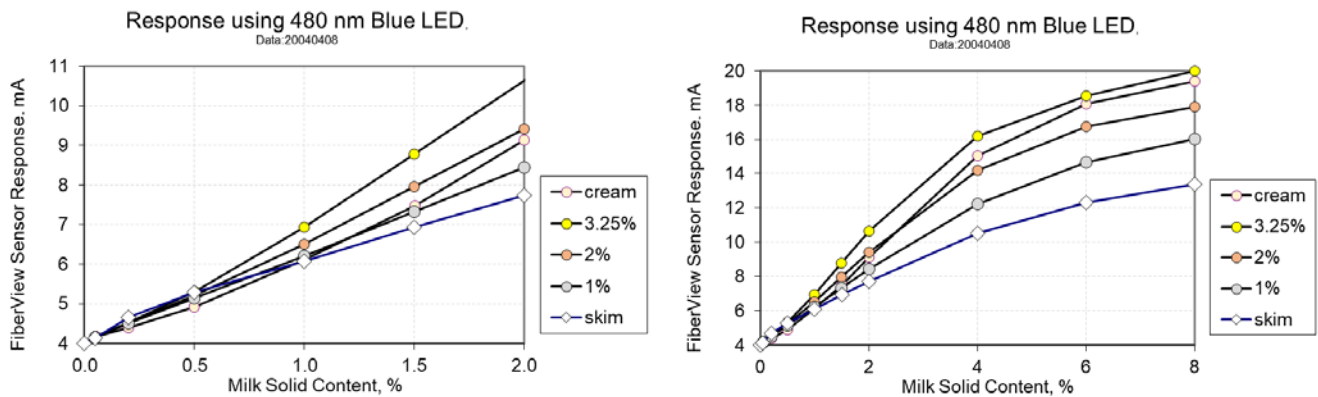 Response using 480 nm Blue LED.
Data:20040408
11
10
9
8
7
6
5
4
0.0 0.5 1.0 1.5 2.0
FiberView Sensor Response. mA
Milk Solid Content, %
cream
3.25%
2%
1%
skim
Response using 480 nm Blue LED.
Data:20040408
20
18
16
14
12
10
8
6
4
0 2 4 6 8
FiberView Sensor Response. mA
Milk Solid Content, %
cream
3.25%
2%
1%
skim